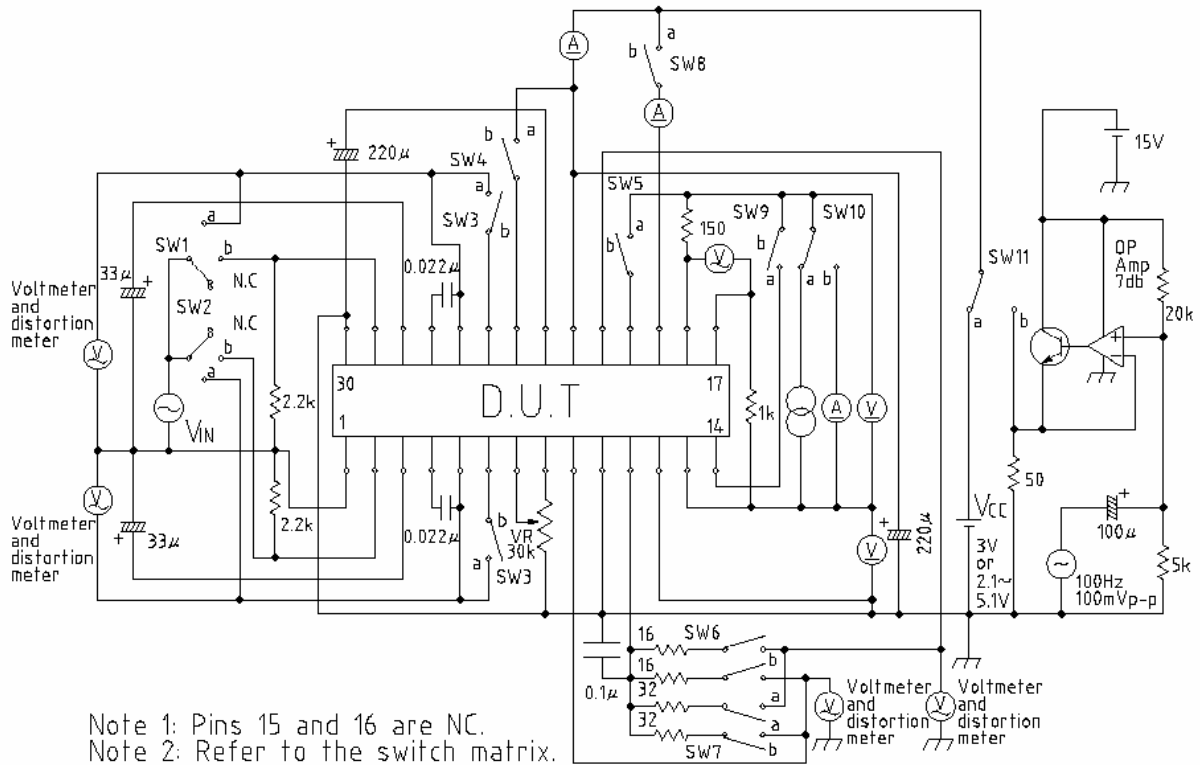 A
a
b
SW8
A
b
a
SW4
+
220μ
a
SW3
b
SW5
a
b
150
V
SW9
b
a
SW10
a
b
15V
SW11
a
b
OP
Amp
7db
20k
+
-
a
SW1
b
N.C
SW2
N.C
b
a
33μ
+
0.022μ
Voltmeter
and
distortion
meter
V
VIN
2.2k
30
17
D.U.T
1
14
1k
A
V
2.2k
V
Voltmeter
and
distortion
meter
33μ
+
0.022μ
b
SW3
a
VR
30k
V
+
220μ
VCC
3V
or
2.1~
5.1V
50
+
100μ
100Hz
100mVp-p
5k
0.1μ
16
SW6
b
16
b
32
a
32
a
SW7
b
V
Voltmeter
and
distortion
meter
V
Voltmeter
and
distortion
meter
Note 1: Pins 15 and 16 are NC.
Note 2: Refer to the switch matrix.